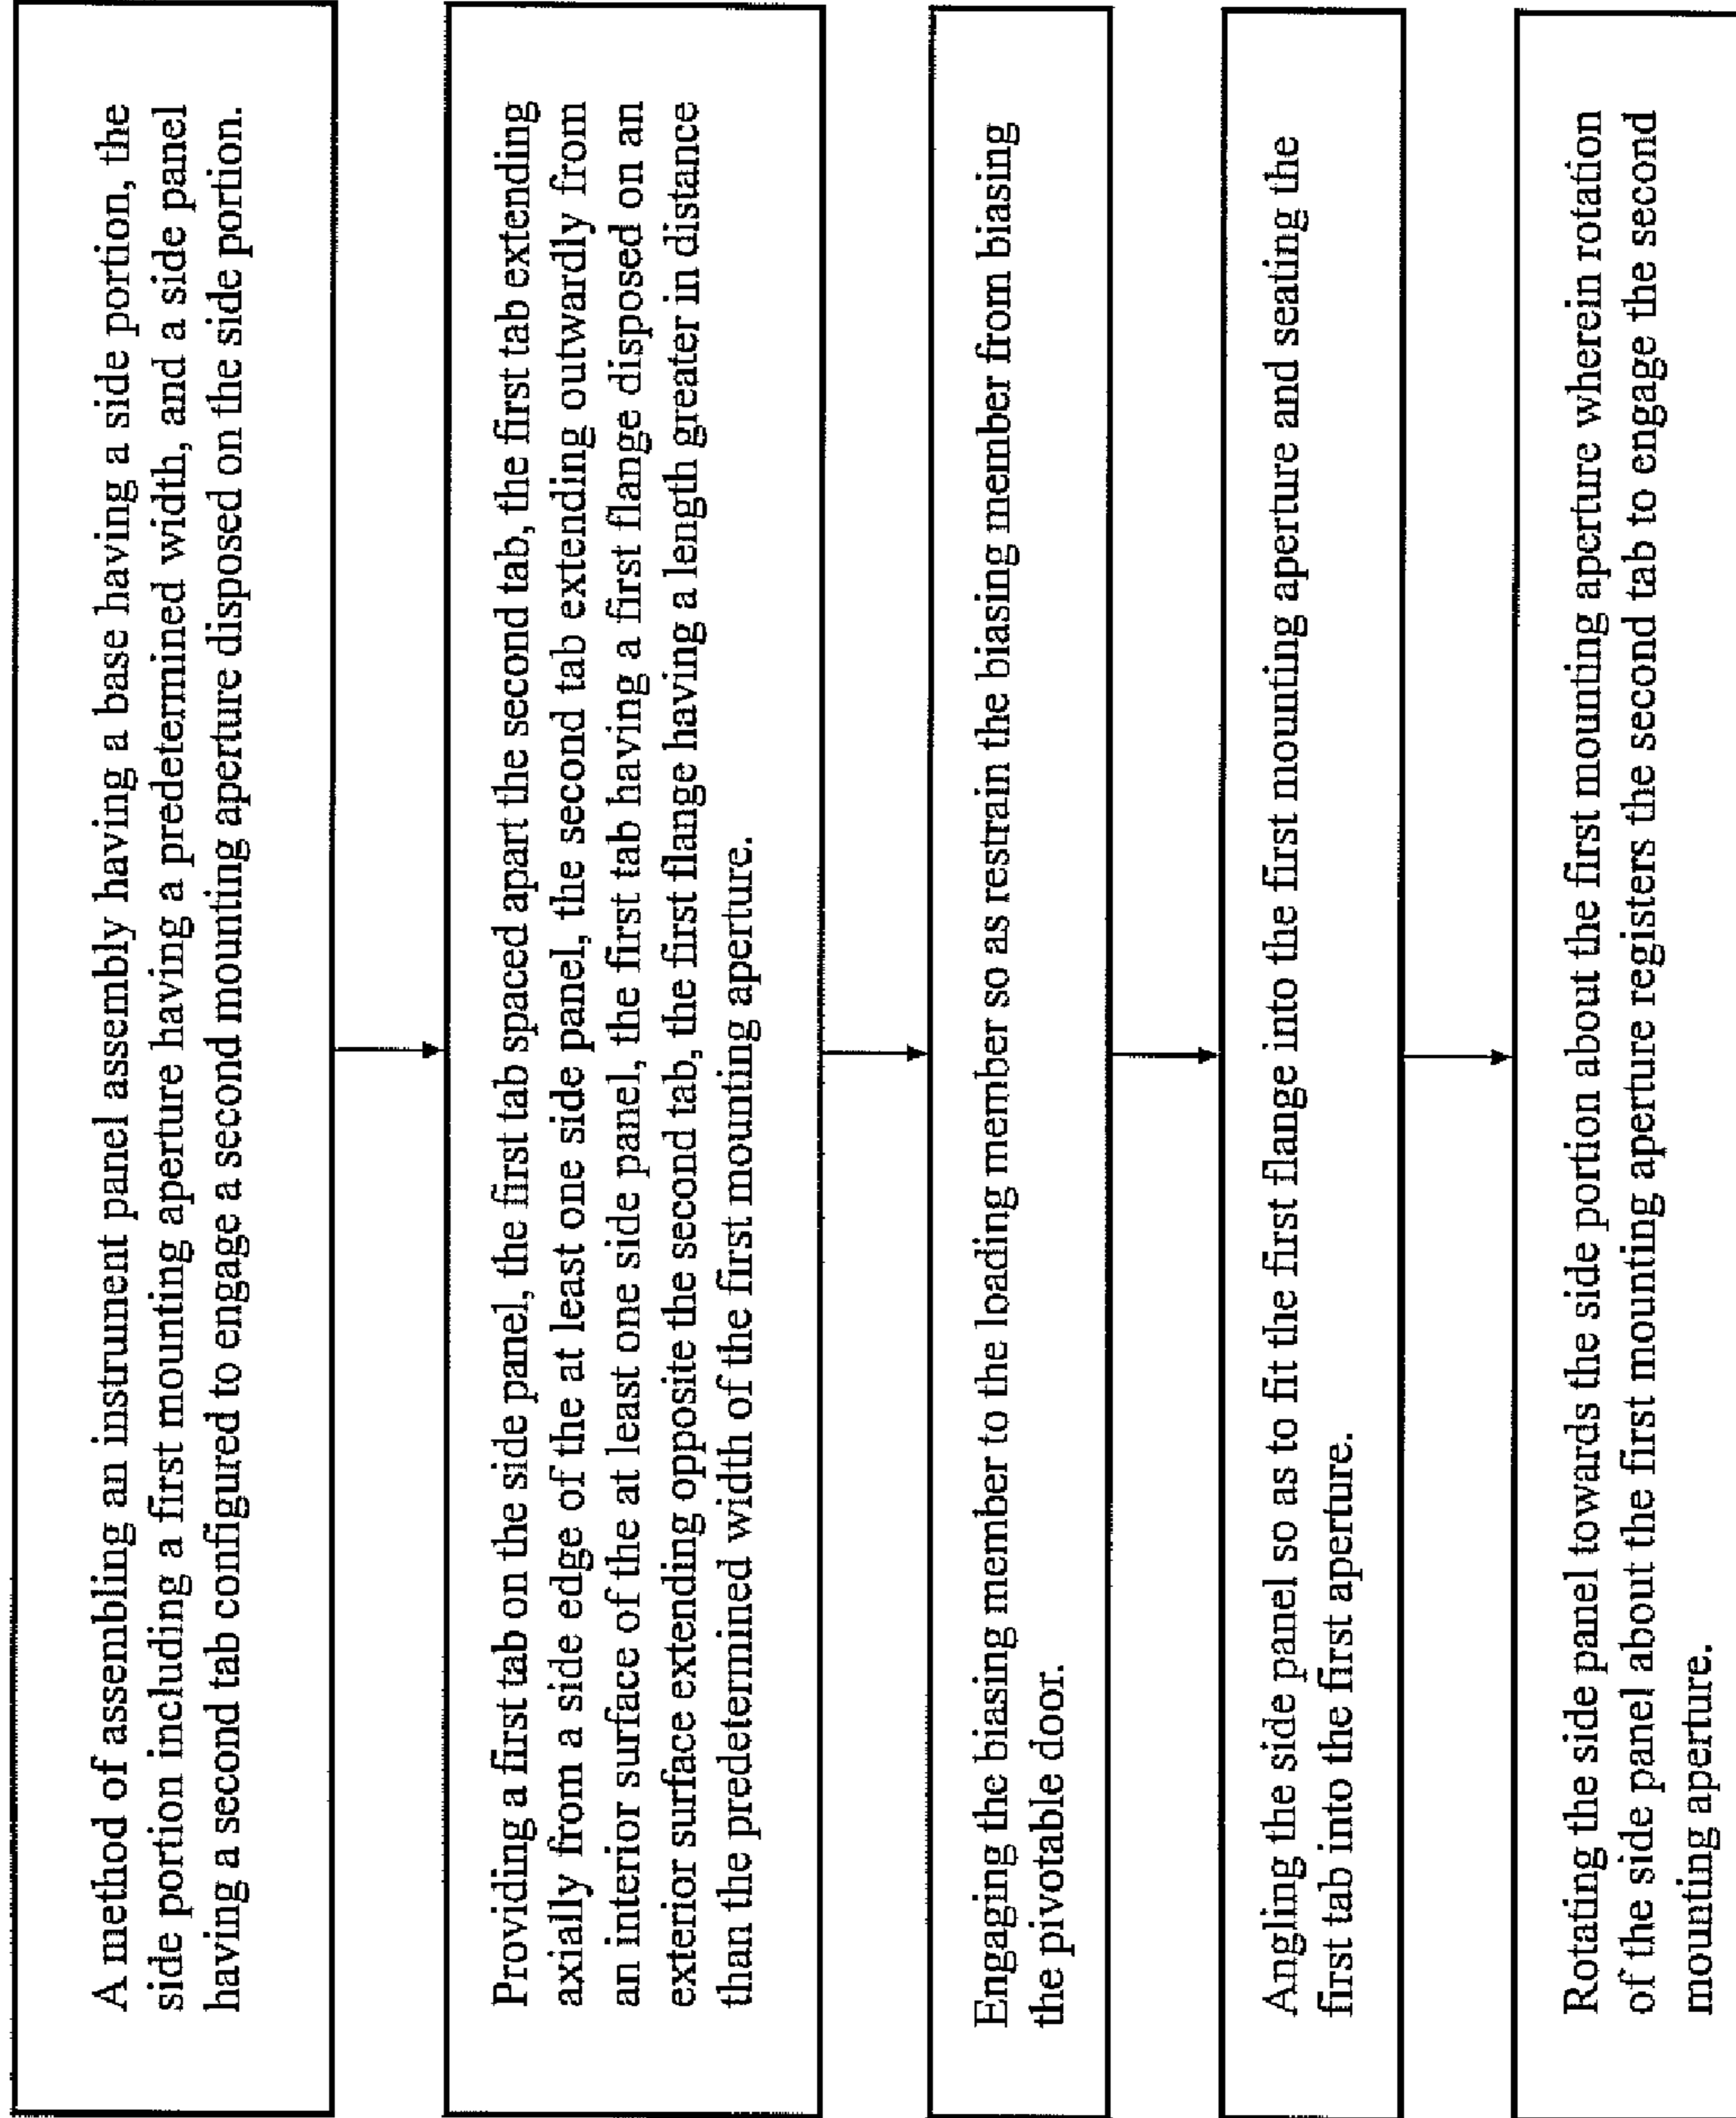 A method of assembling an instrument panel assembly having a base having a side portion, the
side portion including a first mounting aperture having a predetermined width, and a side panel
having a second tab configured to engage a second mounting aperture disposed on the side portion.
Providing a first tab on the side panel, the first tab spaced apart the second tab, the first tab extending
axially from a side edge of the at least one side panel, the second tab extending outwardly from
an interior surface of the at least one side panel, the first tab having a first flange disposed on an
exterior surface extending opposite the second tab, the first flange having a length greater in distance
than the predetermined width of the first mounting aperture.
Engaging the biasing member to the loading member so as restrain the biasing member from biasing
the pivotable door.
Angling the side panel so as to fit the first flange into the first mounting aperture and seating the
first tab into the first aperture.
Rotating the side panel towards the side portion about the first mounting aperture wherein rotation
of the side panel about the first mounting aperture registers the second tab to engage the second
mounting aperture.